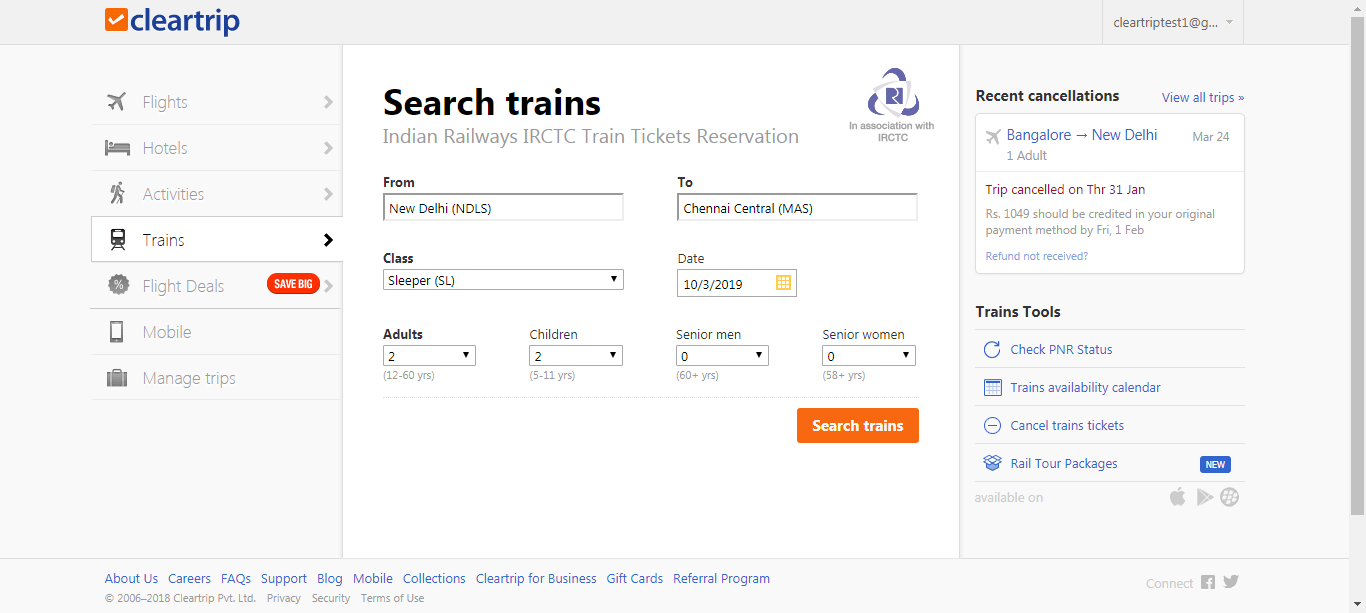 cleartrip
cleartriptest1@g...
Flights
Hotels
Activities
Trains
Flight Deals SAVE BIG
Mobile
Manage trips
Search trains
Indian Railways IRCTC Train Tickets Reservation
In association with
IRCTC
From To
New Delhi (NDLS) Chennai Central (MAS)
Class Date
Sleeper (SL) 10/3/2019
Adults Children Senior men Senior women
2 2 0 0
(12-60 yrs) (5-11 yrs) (60+ yrs) (58+ yrs)
Search trains
Recent cancellations View all trips »
Bangalore → New Delhi Mar 24
1 Adult
Trip cancelled on Thr 31 Jan
Rs. 1049 should be credited in your original
payment method by Fri, 1 Feb
Refund not received?
Trains Tools
Check PNR Status
Trains availability calendar
Cancel trains tickets
Rail Tour Packages NEW
available on
About Us Careers FAQs Support Blog Mobile Collections Cleartrip for Business Gift Cards Referral Program
© 2006–2018 Cleartrip Pvt. Ltd. Privacy Security Terms of Use
Connect